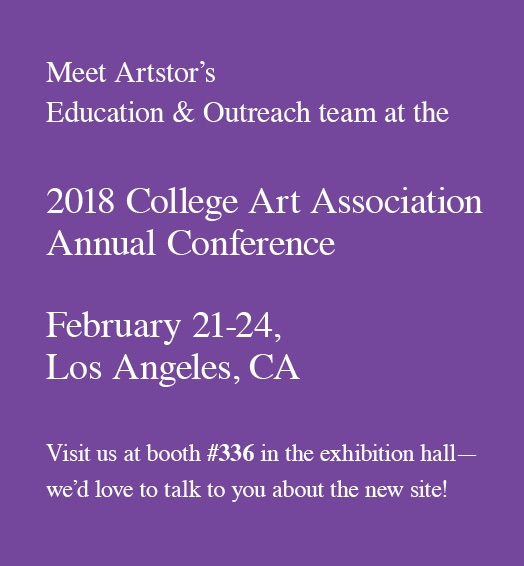 Meet Artstor’s
Education & Outreach team at the
2018 College Art Association
Annual Conference
February 21-24,
Los Angeles, CA
Visit us at booth #336 in the exhibition hall—
we’d love to talk to you about the new site!